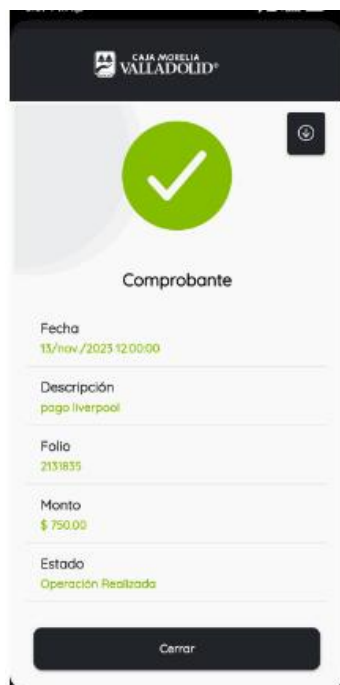 CAJA MORELIA
VALLADOLID®
Comprobante
Fecha
13/nov./2023 12:00:00
Descripción
pago liverpool
Folio
2131835
Monto
$ 750.00
Estado
Operación Realizada
Cerrar